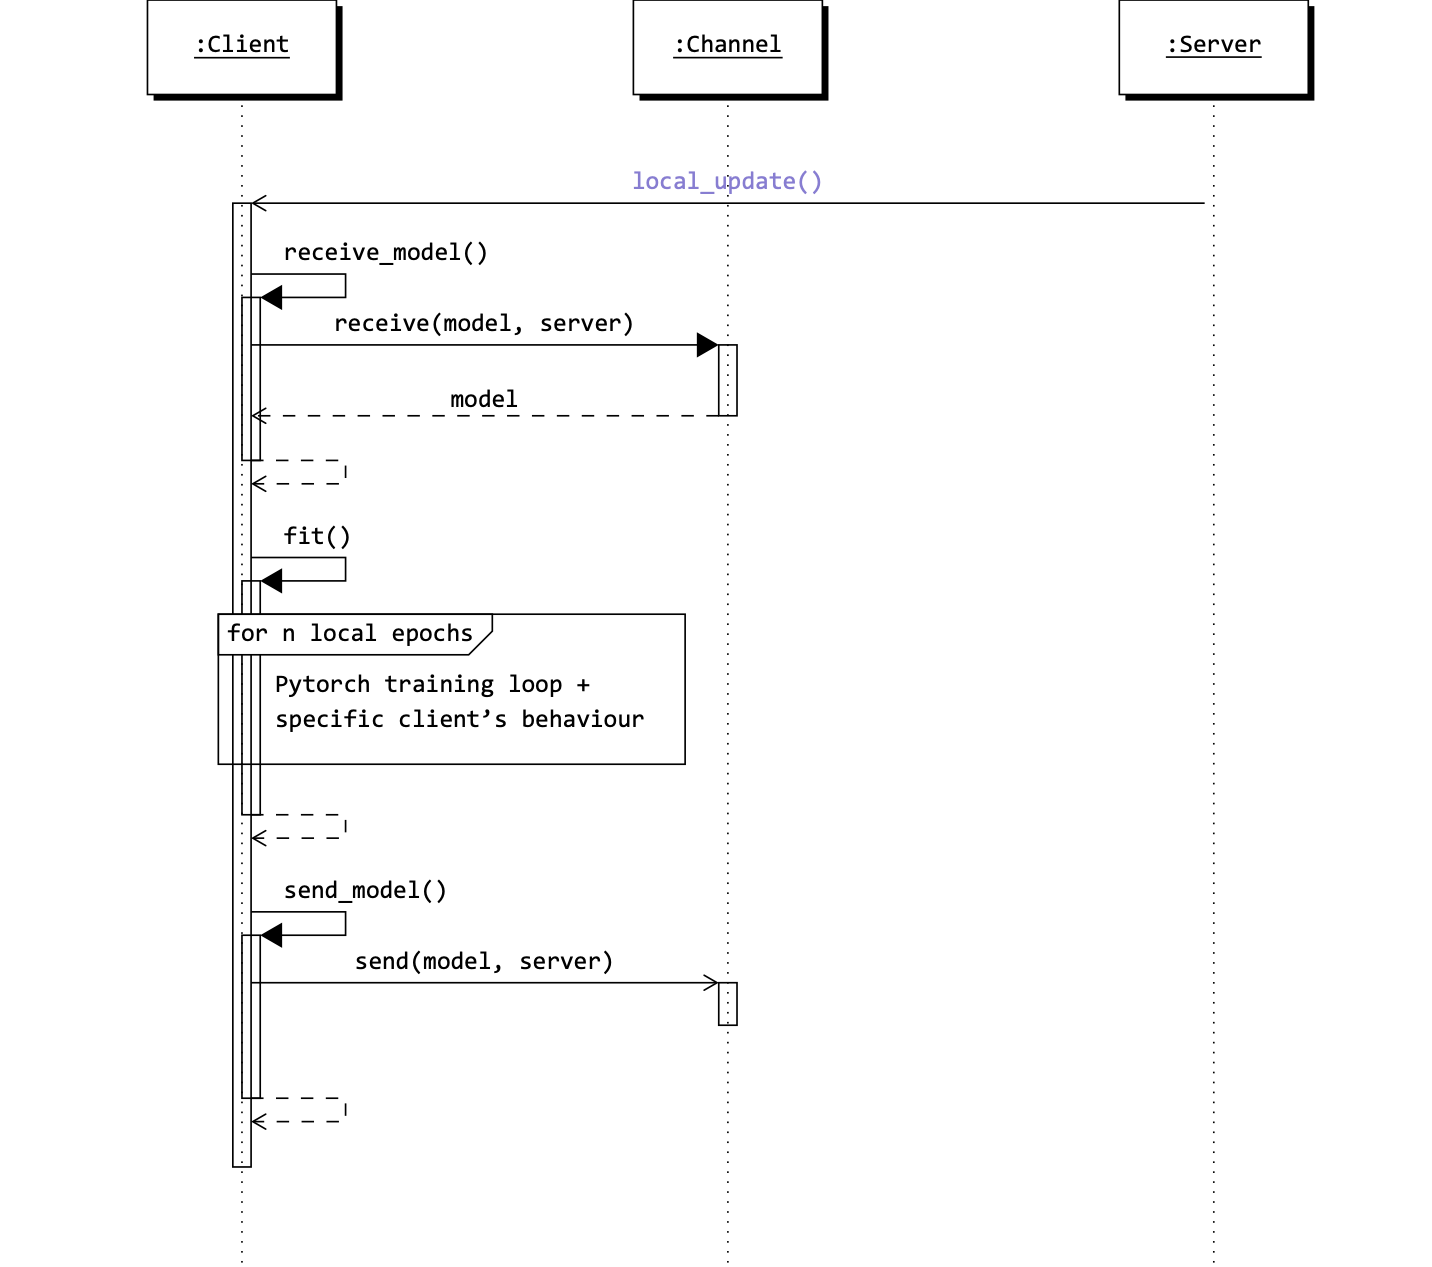 :Client
:Channel
:Server
local_update()
receive_model()
receive(model, server)
model
fit()
for n local epochs
Pytorch training loop +
specific client’s behaviour
send_model()
send(model, server)